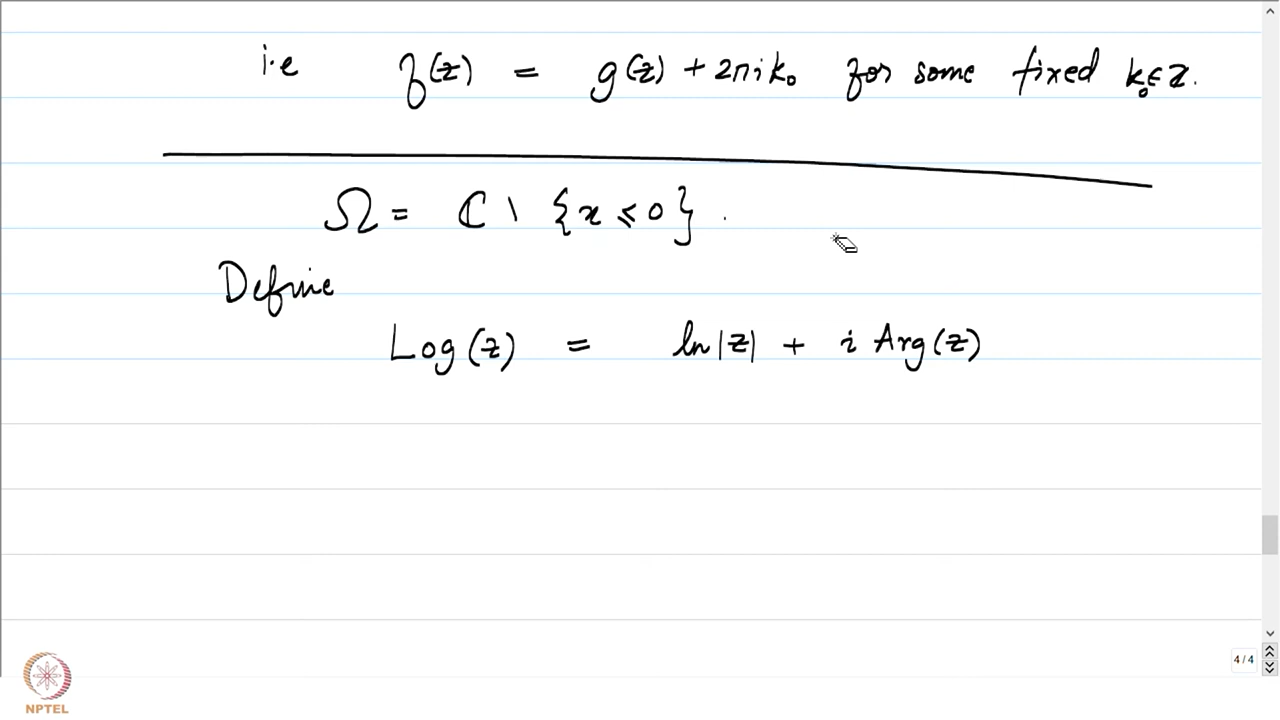 i.e f(z) = g(z) + 2πik₀ for some fixed k₀∈ℤ.
Ω = ℂ \ {x ≤ 0}.
Define
Log(z) = ln|z| + i Arg(z)
4 / 4
NPTEL